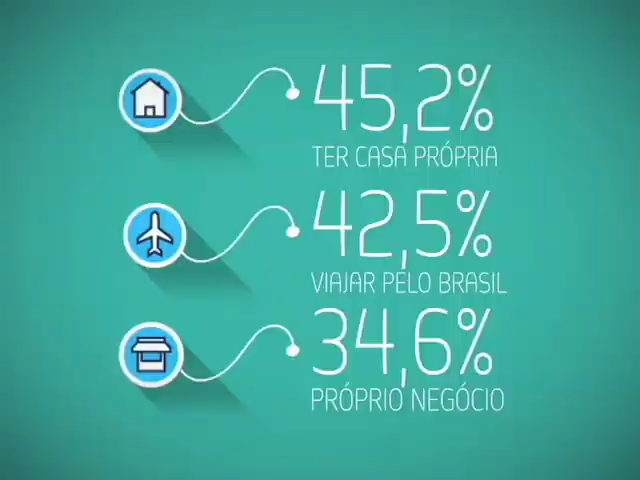 45,2%
TER CASA PRÓPRIA
42,5%
VIAJAR PELO BRASIL
34,6%
PRÓPRIO NEGÓCIO